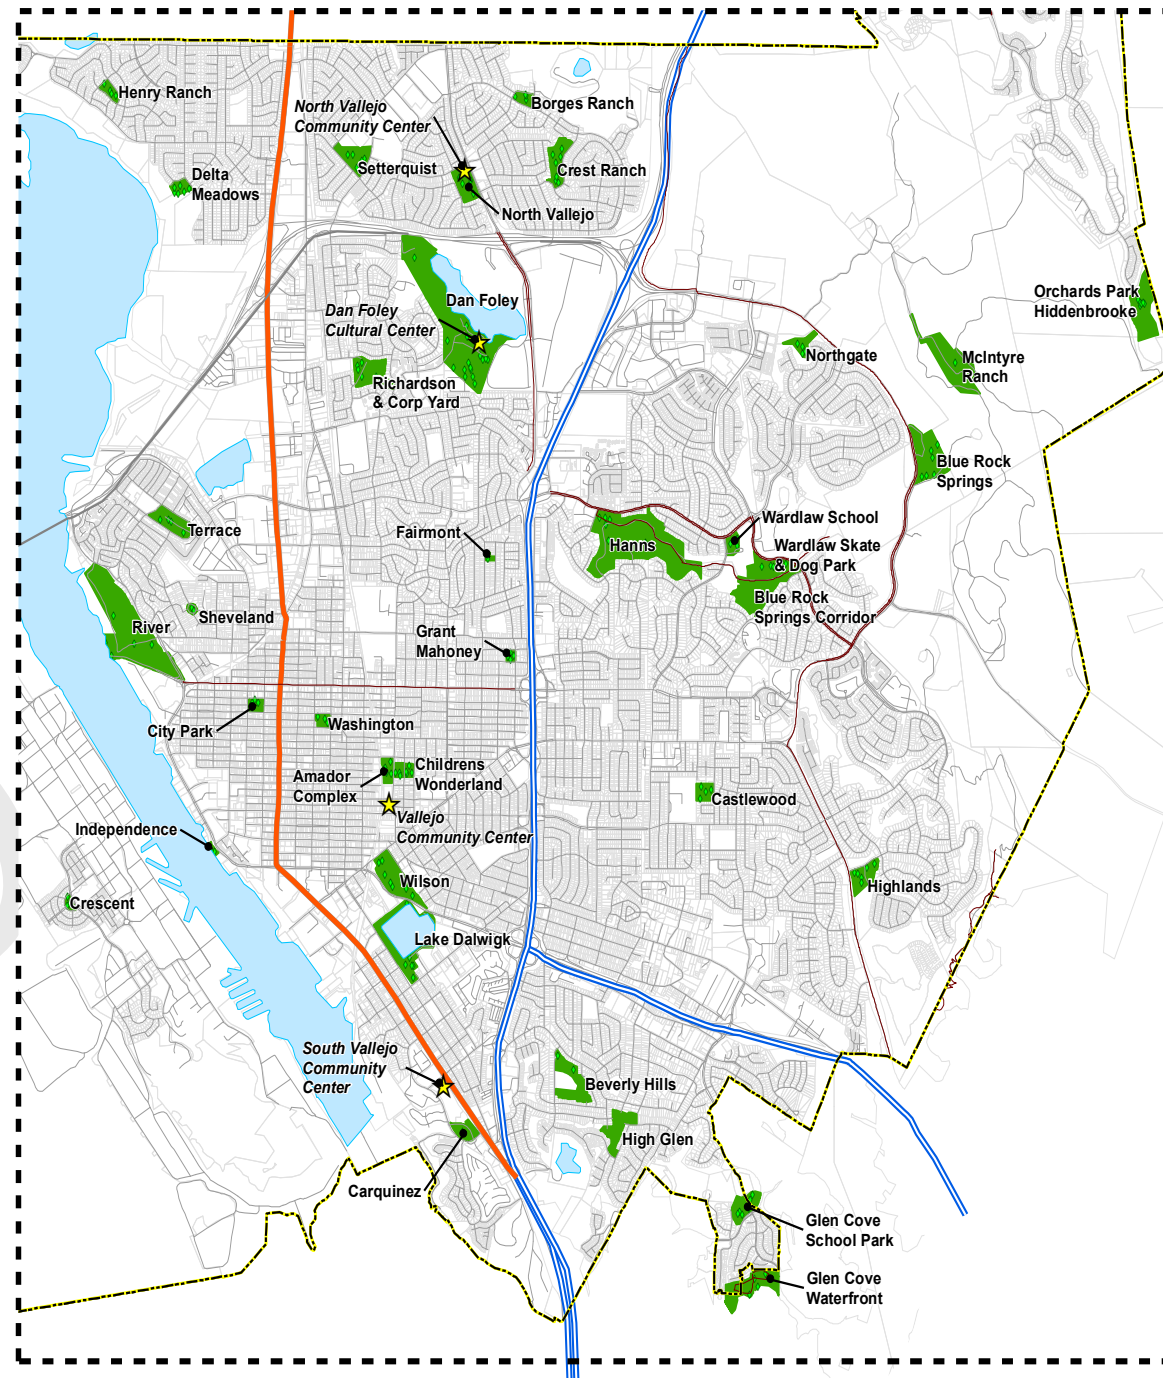 Henry Ranch
North Vallejo
Community Center
Borges Ranch
Setterquist
Crest Ranch
Delta
Meadows
North Vallejo
Orchards Park
Hiddenbrooke
Dan Foley
Dan Foley
Cultural Center
Northgate
McIntyre
Ranch
Richardson
& Corp Yard
Blue Rock
Springs
Wardlaw School
Terrace
Fairmont
Hanns
Wardlaw Skate
& Dog Park
Blue Rock
Springs Corridor
Sheveland
River
Grant
Mahoney
City Park
Washington
Amador
Complex
Childrens
Wonderland
Castlewood
Vallejo
Community Center
Independence
Wilson
Highlands
Crescent
Lake Dalwigk
South Vallejo
Community
Center
Beverly Hills
High Glen
Carquinez
Glen Cove
School Park
Glen Cove
Waterfront